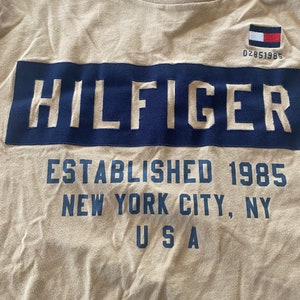 02851985
HILFIGER
ESTABLISHED 1985
NEW YORK CITY, NY
USA